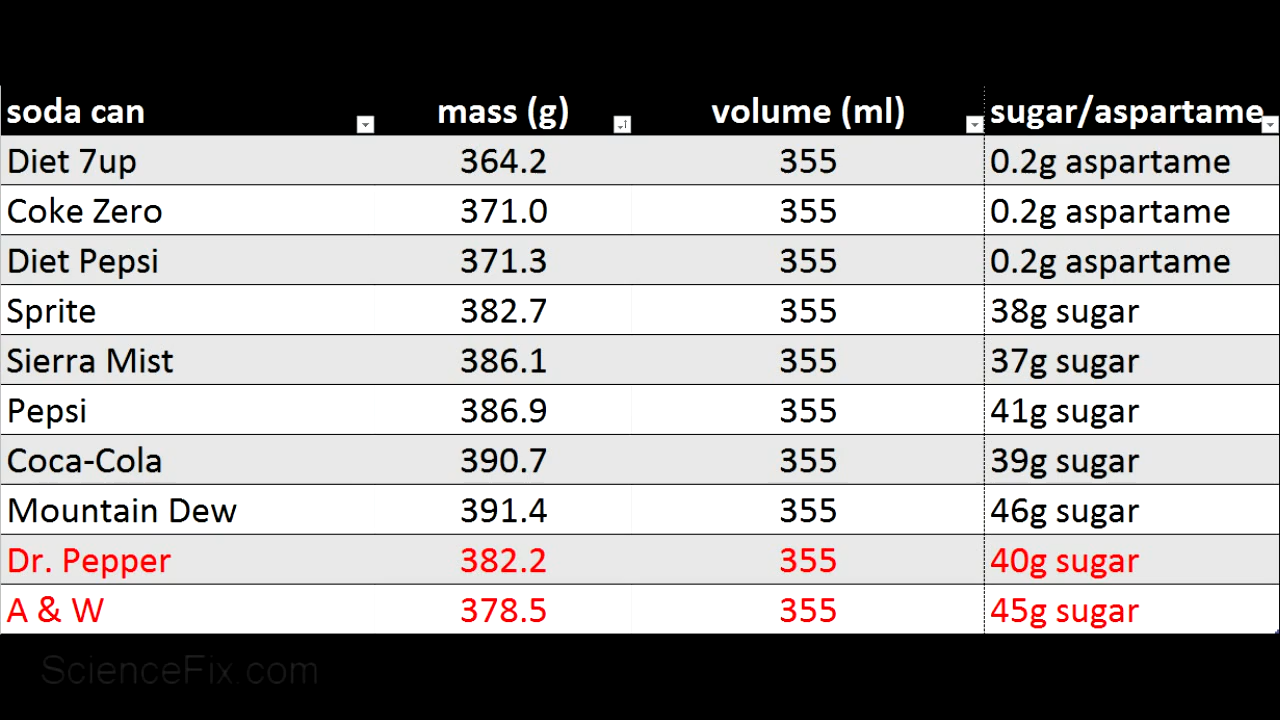 soda can mass (g) volume (ml) sugar/aspartame
Diet 7up 364.2 355 0.2g aspartame
Coke Zero 371.0 355 0.2g aspartame
Diet Pepsi 371.3 355 0.2g aspartame
Sprite 382.7 355 38g sugar
Sierra Mist 386.1 355 37g sugar
Pepsi 386.9 355 41g sugar
Coca-Cola 390.7 355 39g sugar
Mountain Dew 391.4 355 46g sugar
Dr. Pepper 382.2 355 40g sugar
A & W 378.5 355 45g sugar
ScienceFix.com